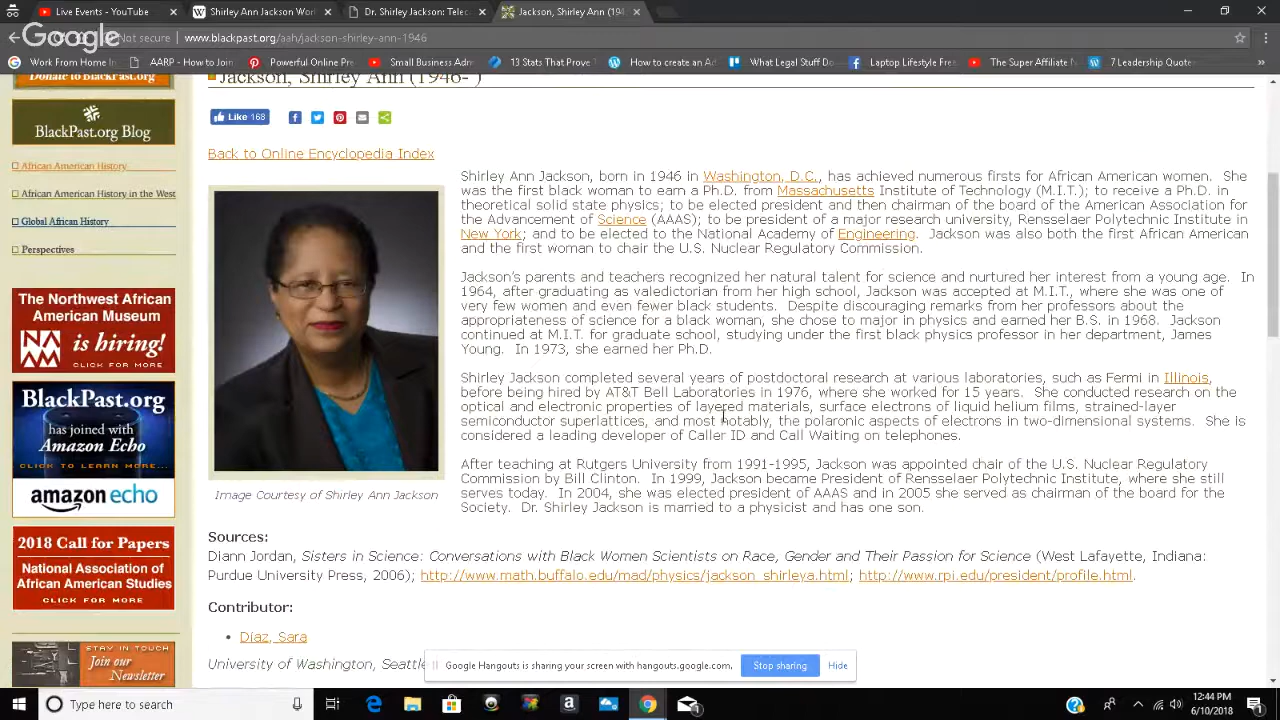 Live Events - YouTube
Shirley Ann Jackson Wor
Dr. Shirley Jackson: Tele
Jackson, Shirley Ann (194
Google
Not secure | www.blackpast.org/aah/jackson-shirley-ann-1946
Work From Home In
AARP - How to Join
Powerful Online Pre
Small Business Adm
13 Stats That Prove T
How to create an Ad
What Legal Stuff Do
Laptop Lifestyle Free
The Super Affiliate N
7 Leadership Quote
»
Donate to BlackPast.org
BlackPast.org Blog
African American History
African American History in the West
Global African History
Perspectives
The Northwest African
American Museum
NAAM
is hiring!
CLICK FOR MORE
BlackPast.org
has joined with
Amazon Echo
CLICK TO LEARN MORE...
amazon echo
2018 Call for Papers
National Association of
African American Studies
CLICK FOR MORE
STAY IN TOUCH
Join our
Newsletter
Jackson, Shirley Ann (1946- )
Like 168
Back to Online Encyclopedia Index
Image Courtesy of Shirley Ann Jackson
Shirley Ann Jackson, born in 1946 in Washington, D.C., has achieved numerous firsts for African American women. She
was the first black woman to earn a Ph.D. from Massachusetts Institute of Technology (M.I.T.); to receive a Ph.D. in
theoretical solid state physics; to be elected president and then chairman of the board of the American Association for
the Advancement of Science (AAAS); to be president of a major research university, Rensselaer Polytechnic Institute in
New York; and to be elected to the National Academy of Engineering. Jackson was also both the first African American
and the first woman to chair the U.S. Nuclear Regulatory Commission.
Jackson's parents and teachers recognized her natural talent for science and nurtured her interest from a young age. In
1964, after graduating as valedictorian from her high school, Jackson was accepted at M.I.T., where she was one of
very few women and even fewer black students. Despite discouraging remarks from her professors about the
appropriateness of science for a black woman, she chose to major in physics and earned her B.S. in 1968. Jackson
continued at M.I.T. for graduate school, studying under the first black physics professor in her department, James
Young. In 1973, she earned her Ph.D.
Shirley Jackson completed several years of postdoctoral research at various laboratories, such as Fermi in Illinois,
before being hired by AT&T Bell Laboratories in 1976, where she worked for 15 years. She conducted research on the
optical and electronic properties of layered materials, surface electrons of liquid helium films, strained-layer
semiconductor superlattices, and most notably, the polaronic aspects of electrons in two-dimensional systems. She is
considered a leading developer of Caller ID and Call Waiting on telephones.
After teaching at Rutgers University from 1991-1995, Jackson was appointed chair of the U.S. Nuclear Regulatory
Commission by Bill Clinton. In 1999, Jackson became President of Rensselaer Polytechnic Institute, where she still
serves today. In 2004, she was elected president of AAAS and in 2005 she served as chairman of the board for the
Society. Dr. Shirley Jackson is married to a physicist and has one son.
Sources:
Diann Jordan, Sisters in Science: Conversations with Black Women Scientists on Race, Gender and Their Passion for Science (West Lafayette, Indiana:
Purdue University Press, 2006); http://www.math.buffalo.edu/mad/physics/jackson_shirleya.html; http://www.rpi.edu/president/profile.html.
Contributor:
Díaz, Sara
University of Washington, Seattle
Google Hangouts is sharing your screen with hangouts.google.com.
Stop sharing
Hide
Type here to search
12:44 PM
6/10/2018